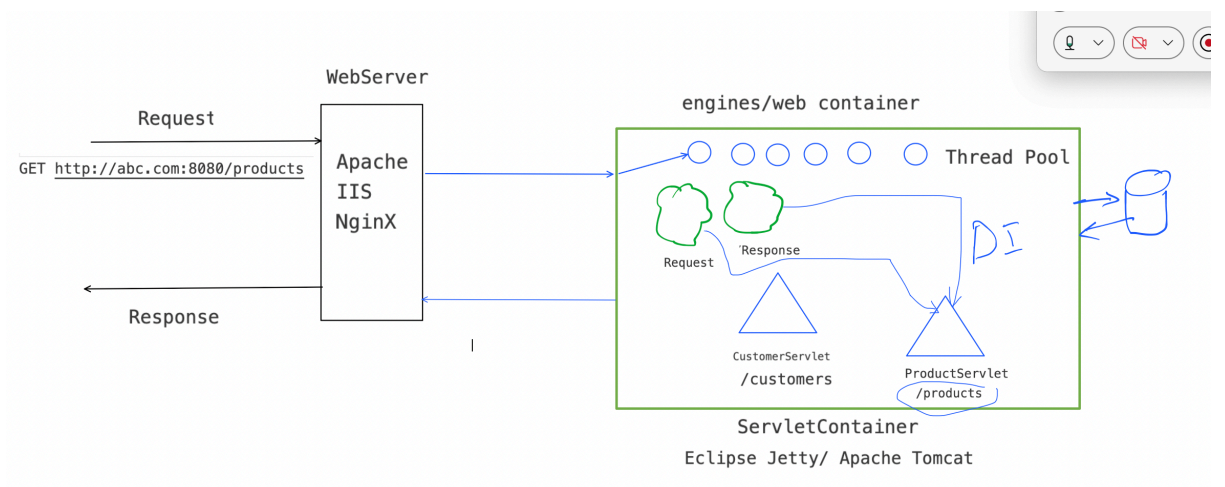 WebServer
engines/web container
Request
GET http://abc.com:8080/products
Apache
IIS
NginX
Thread Pool
Request
'Response
DI
Response
CustomerServlet
/customers
ProductServlet
/products
ServletContainer
Eclipse Jetty/ Apache Tomcat